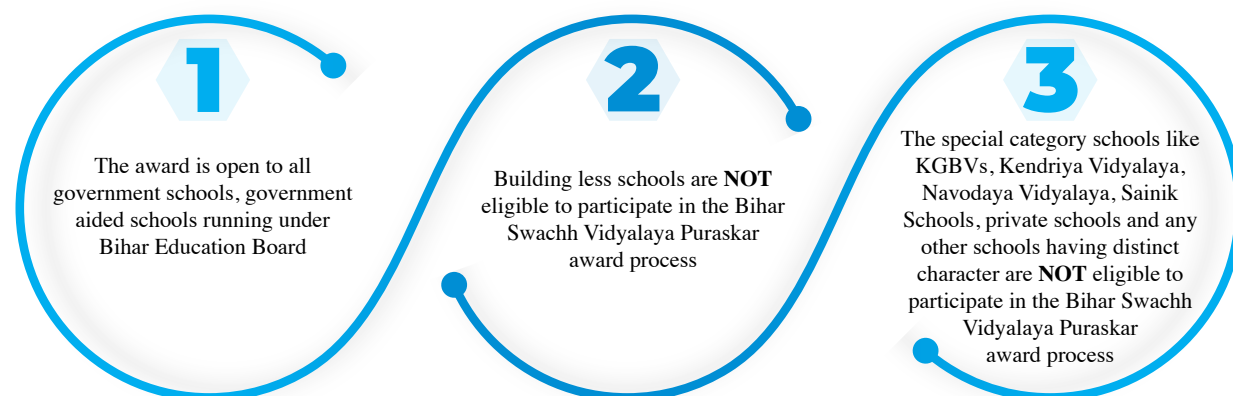 1
The award is open to all
government schools, government
aided schools running under
Bihar Education Board
2
Building less schools are NOT
eligible to participate in the Bihar
Swachh Vidyalaya Puraskar
award process
3
The special category schools like
KGBVs, Kendriya Vidyalaya,
Navodaya Vidyalaya, Sainik
Schools, private schools and any
other schools having distinct
character are NOT eligible to
participate in the Bihar Swachh
Vidyalaya Puraskar
award process